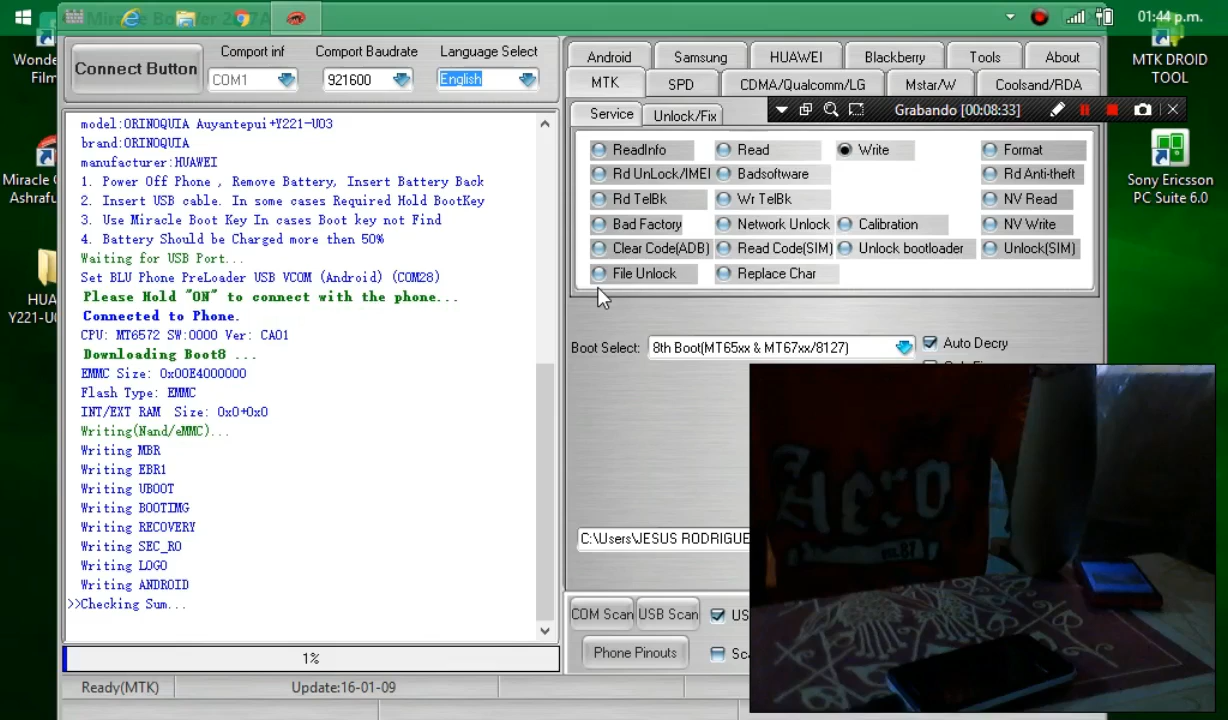 01:44 p.m.
Wonde
Film
Miracle
Ashrafu
HUA
Y221-U0
MTK DROID
TOOL
Sony Ericsson
PC Suite 6.0
Connect Button
Comport inf
Comport Baudrate
Language Select
COM1
921600
English
Android
Samsung
HUAWEI
Blackberry
Tools
About
MTK
SPD
CDMA/Qualcomm/LG
Mstar/W
Coolsand/RDA
Service
Unlock/Fix
Grabando [00:08:33]
ReadInfo
Read
Write
Format
Rd UnLock/IMEI
Badsoftware
Rd Anti-theft
Rd TelBk
Wr TelBk
NV Read
Bad Factory
Network Unlock
Calibration
NV Write
Clear Code(ADB)
Read Code(SIM)
Unlock bootloader
Unlock(SIM)
File Unlock
Replace Char
Boot Select:
8th Boot(MT65xx & MT67xx/8127)
Auto Decry
C:\Users\JESUS RODRIGUE
COM Scan
USB Scan
US
Phone Pinouts
Sc
model:ORINOQUIA Auyantepui+Y221-U03
brand:ORINOQUIA
manufacturer:HUAWEI
1. Power Off Phone , Remove Battery, Insert Battery Back
2. Insert USB cable. In some cases Required Hold BootKey
3. Use Miracle Boot Key In cases Boot key not Find
4. Battery Should be Charged more then 50%
Waiting for USB Port...
Set BLU Phone PreLoader USB VCOM (Android) (COM28)
Please Hold "ON" to connect with the phone...
Connected to Phone.
CPU: MT6572 SW:0000 Ver: CA01
Downloading Boot8 ...
EMMC Size: 0x00E4000000
Flash Type: EMMC
INT/EXT RAM Size: 0x0+0x0
Writing(Nand/eMMC)...
Writing MBR
Writing EBR1
Writing UBOOT
Writing BOOTIMG
Writing RECOVERY
Writing SEC_RO
Writing LOGO
Writing ANDROID
>>Checking Sum...
1%
Ready(MTK)
Update:16-01-09
Hero